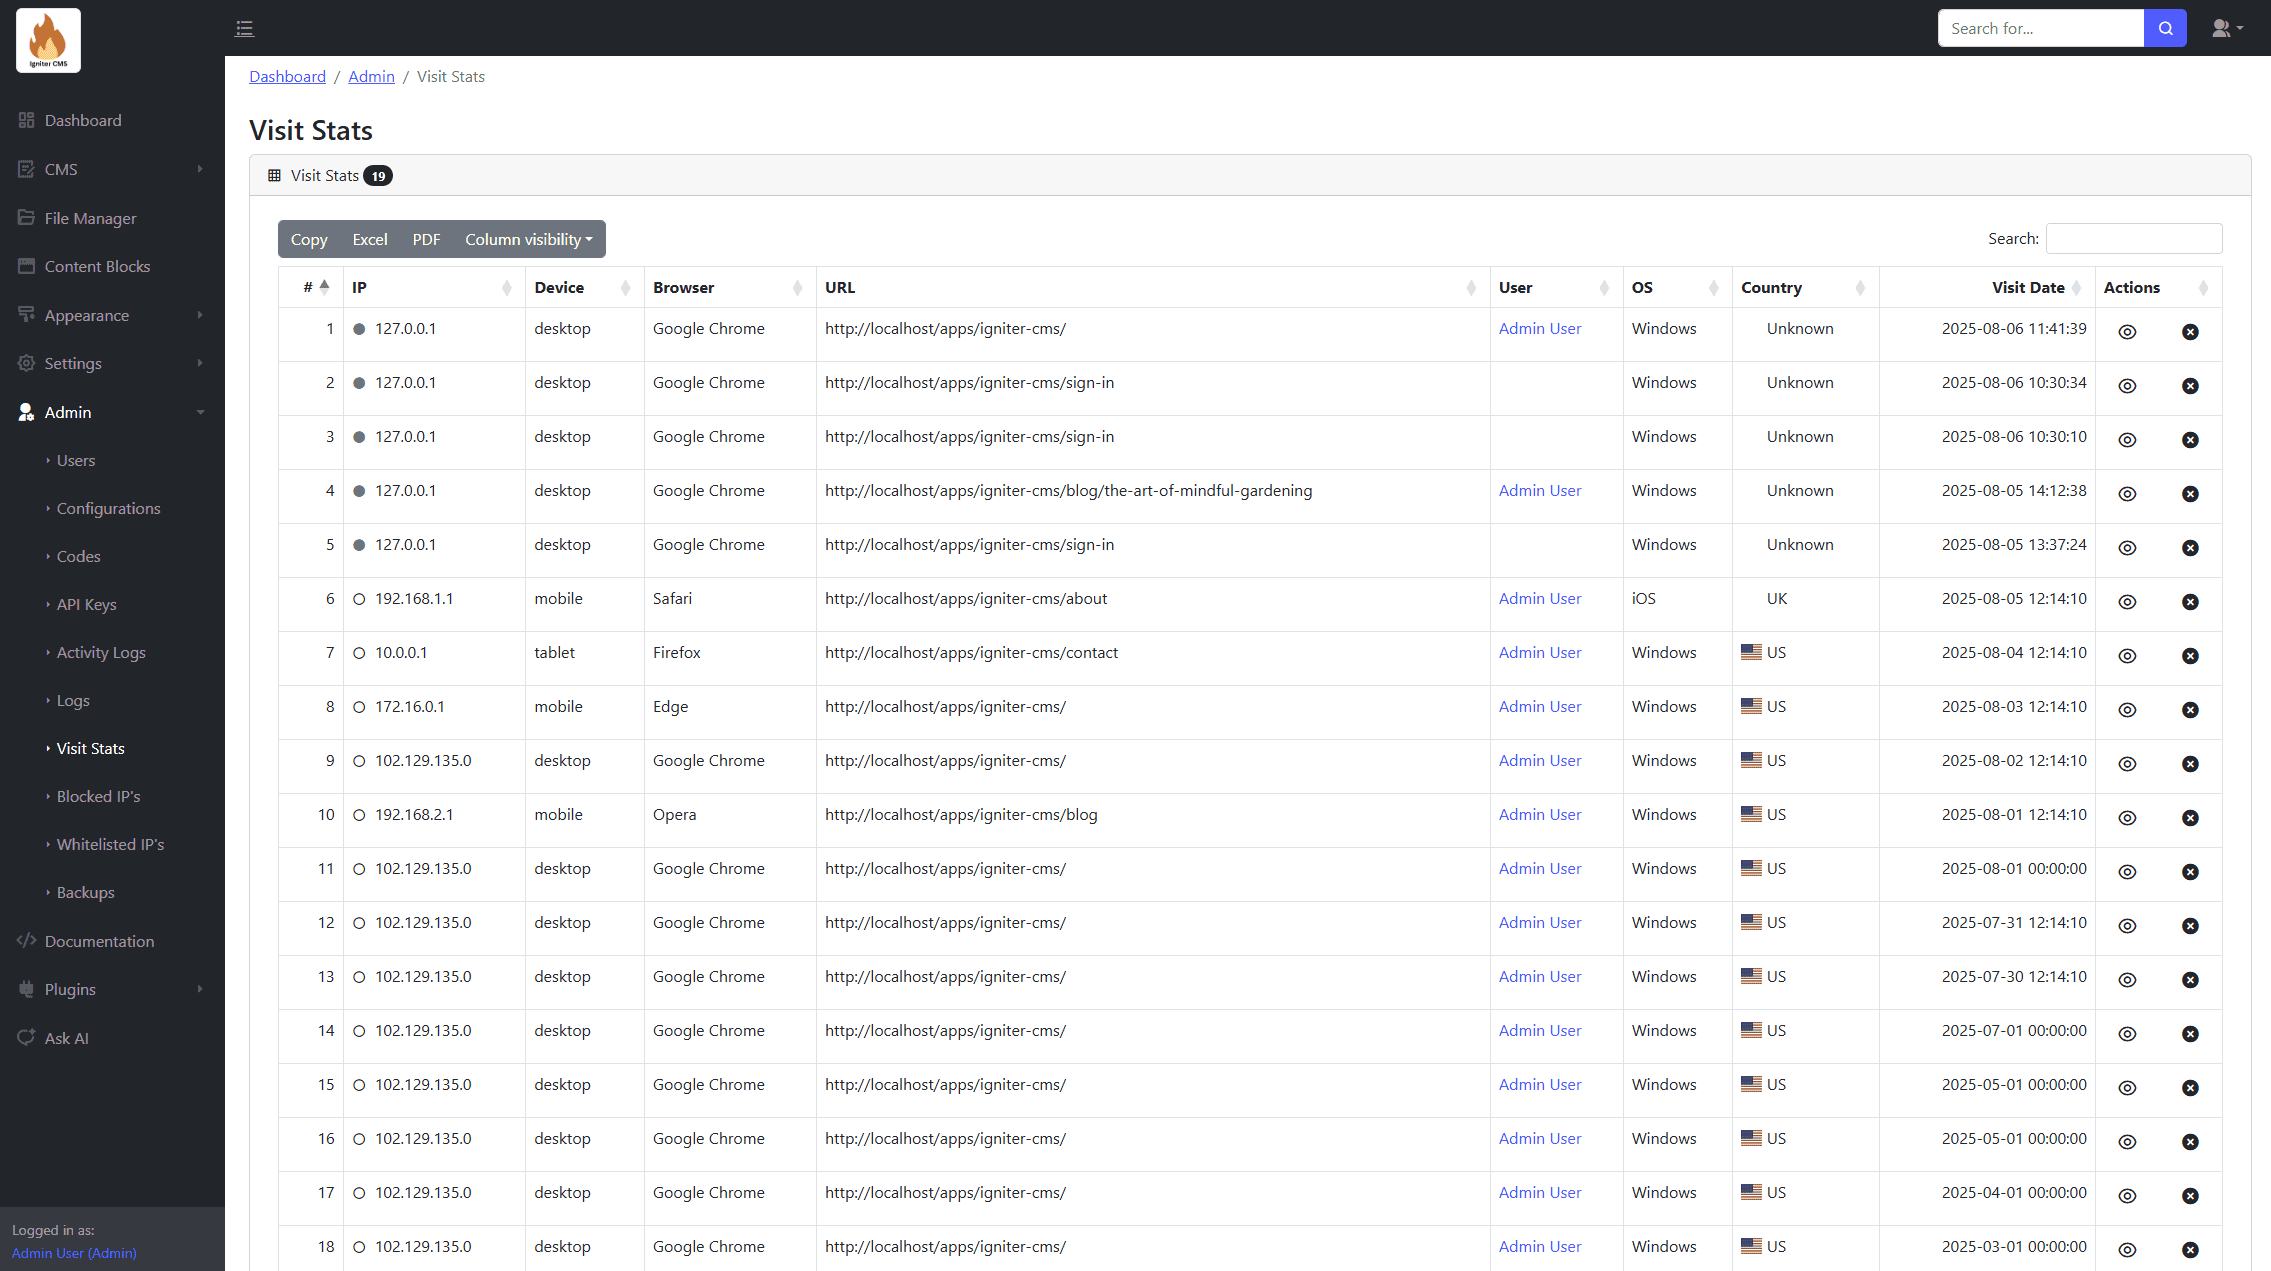 Igniter CMS
Search for...
Dashboard / Admin / Visit Stats
Dashboard
CMS
File Manager
Content Blocks
Appearance
Settings
Admin
Users
Configurations
Codes
API Keys
Activity Logs
Logs
Visit Stats
Blocked IP's
Whitelisted IP's
Backups
Documentation
Plugins
Ask AI
Logged in as:
Admin User (Admin)
Visit Stats
Visit Stats 19
Copy Excel PDF Column visibility
Search:
# IP Device Browser URL User OS Country Visit Date Actions
1 127.0.0.1 desktop Google Chrome http://localhost/apps/igniter-cms/ Admin User Windows Unknown 2025-08-06 11:41:39
2 127.0.0.1 desktop Google Chrome http://localhost/apps/igniter-cms/sign-in Windows Unknown 2025-08-06 10:30:34
3 127.0.0.1 desktop Google Chrome http://localhost/apps/igniter-cms/sign-in Windows Unknown 2025-08-06 10:30:10
4 127.0.0.1 desktop Google Chrome http://localhost/apps/igniter-cms/blog/the-art-of-mindful-gardening Admin User Windows Unknown 2025-08-05 14:12:38
5 127.0.0.1 desktop Google Chrome http://localhost/apps/igniter-cms/sign-in Windows Unknown 2025-08-05 13:37:24
6 192.168.1.1 mobile Safari http://localhost/apps/igniter-cms/about Admin User iOS UK 2025-08-05 12:14:10
7 10.0.0.1 tablet Firefox http://localhost/apps/igniter-cms/contact Admin User Windows US 2025-08-04 12:14:10
8 172.16.0.1 mobile Edge http://localhost/apps/igniter-cms/ Admin User Windows US 2025-08-03 12:14:10
9 102.129.135.0 desktop Google Chrome http://localhost/apps/igniter-cms/ Admin User Windows US 2025-08-02 12:14:10
10 192.168.2.1 mobile Opera http://localhost/apps/igniter-cms/blog Admin User Windows US 2025-08-01 12:14:10
11 102.129.135.0 desktop Google Chrome http://localhost/apps/igniter-cms/ Admin User Windows US 2025-08-01 00:00:00
12 102.129.135.0 desktop Google Chrome http://localhost/apps/igniter-cms/ Admin User Windows US 2025-07-31 12:14:10
13 102.129.135.0 desktop Google Chrome http://localhost/apps/igniter-cms/ Admin User Windows US 2025-07-30 12:14:10
14 102.129.135.0 desktop Google Chrome http://localhost/apps/igniter-cms/ Admin User Windows US 2025-07-01 00:00:00
15 102.129.135.0 desktop Google Chrome http://localhost/apps/igniter-cms/ Admin User Windows US 2025-05-01 00:00:00
16 102.129.135.0 desktop Google Chrome http://localhost/apps/igniter-cms/ Admin User Windows US 2025-05-01 00:00:00
17 102.129.135.0 desktop Google Chrome http://localhost/apps/igniter-cms/ Admin User Windows US 2025-04-01 00:00:00
18 102.129.135.0 desktop Google Chrome http://localhost/apps/igniter-cms/ Admin User Windows US 2025-03-01 00:00:00